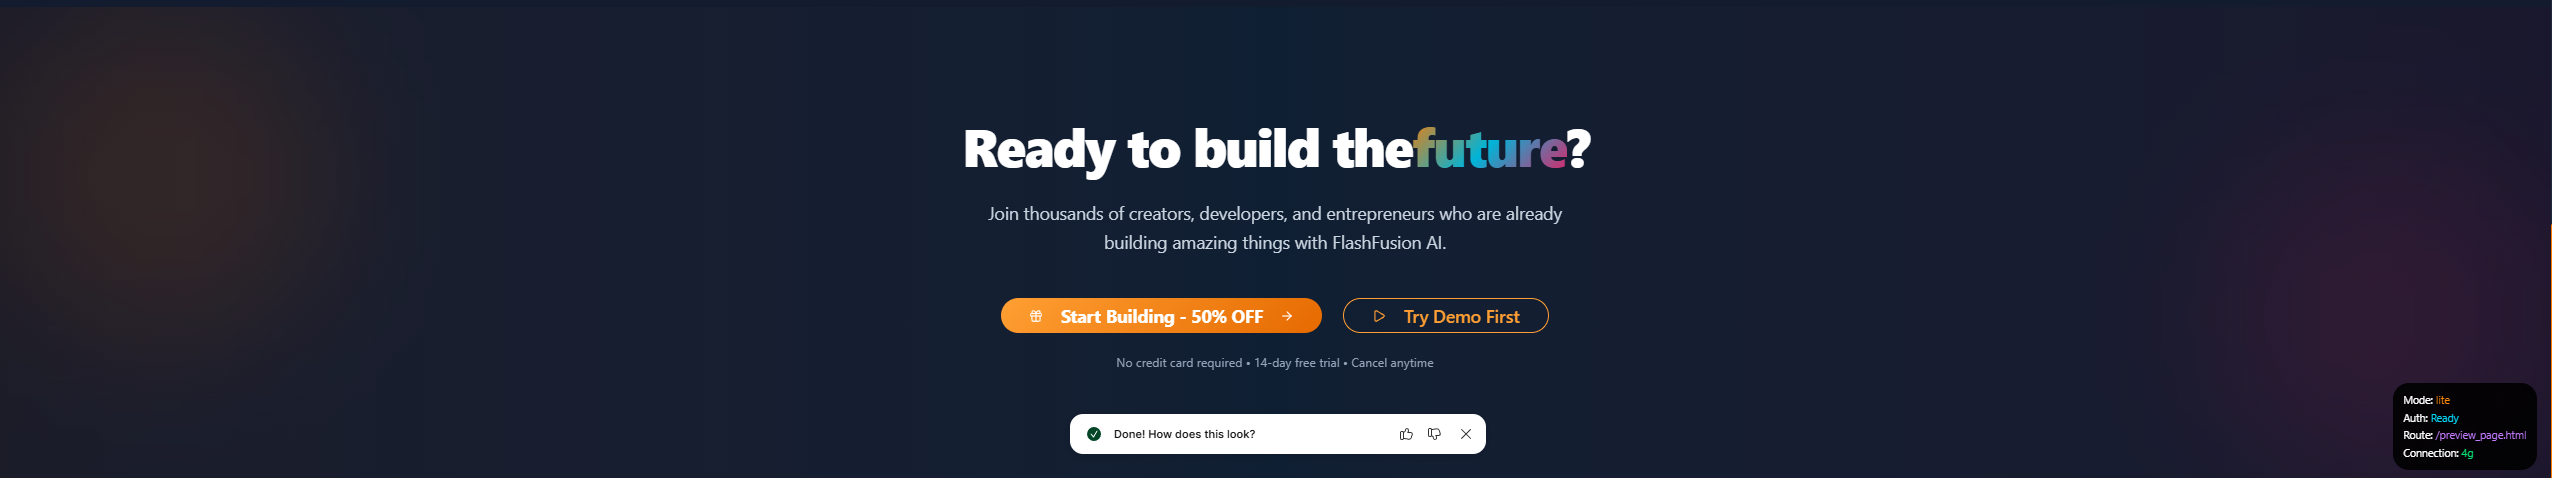 Ready to build thefuture?
Join thousands of creators, developers, and entrepreneurs who are already
building amazing things with FlashFusion AI.
Start Building - 50% OFF
Try Demo First
No credit card required • 14-day free trial • Cancel anytime
Done! How does this look?
Mode: lite
Auth: Ready
Route: /preview_page.html
Connection: 4g